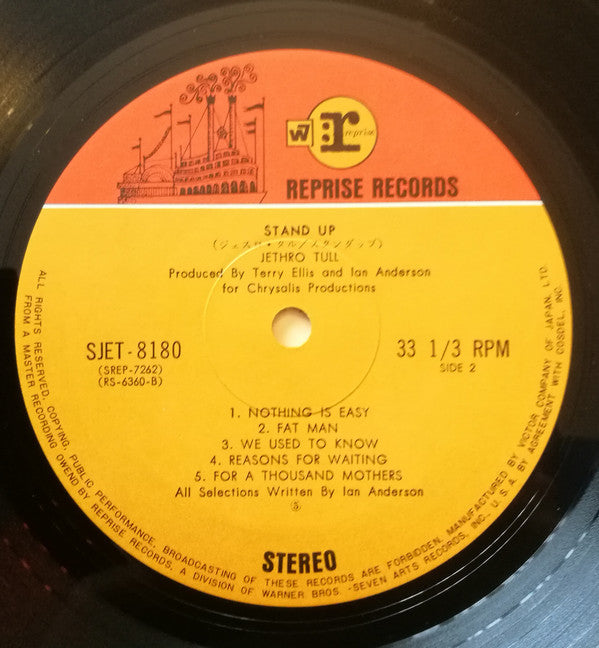 W7 r reprise
REPRISE RECORDS
STAND UP
(ジェスロ・タル/スタンダップ)
JETHRO TULL
Produced By Terry Ellis and Ian Anderson
for Chrysalis Productions
SJET-8180
(SREP-7262)
(RS-6360-B)
33 1/3 RPM
SIDE 2
1. NOTHING IS EASY
2. FAT MAN
3. WE USED TO KNOW
4. REASONS FOR WAITING
5. FOR A THOUSAND MOTHERS
All Selections Written By Ian Anderson
STEREO
ALL RIGHTS RESERVED, COPYING, PUBLIC PERFORMANCE, BROADCASTING OF THESE RECORDS ARE FORBIDDEN. MANUFACTURED BY VICTOR COMPANY OF JAPAN, LTD.
FROM A MASTER RECORDING OWEND BY REPRISE RECORDS, A DIVISION OF WARNER BROS.-SEVEN ARTS RECORDS, INC., U.S.A. BY AGREEMENT WITH COSDEL, INC.